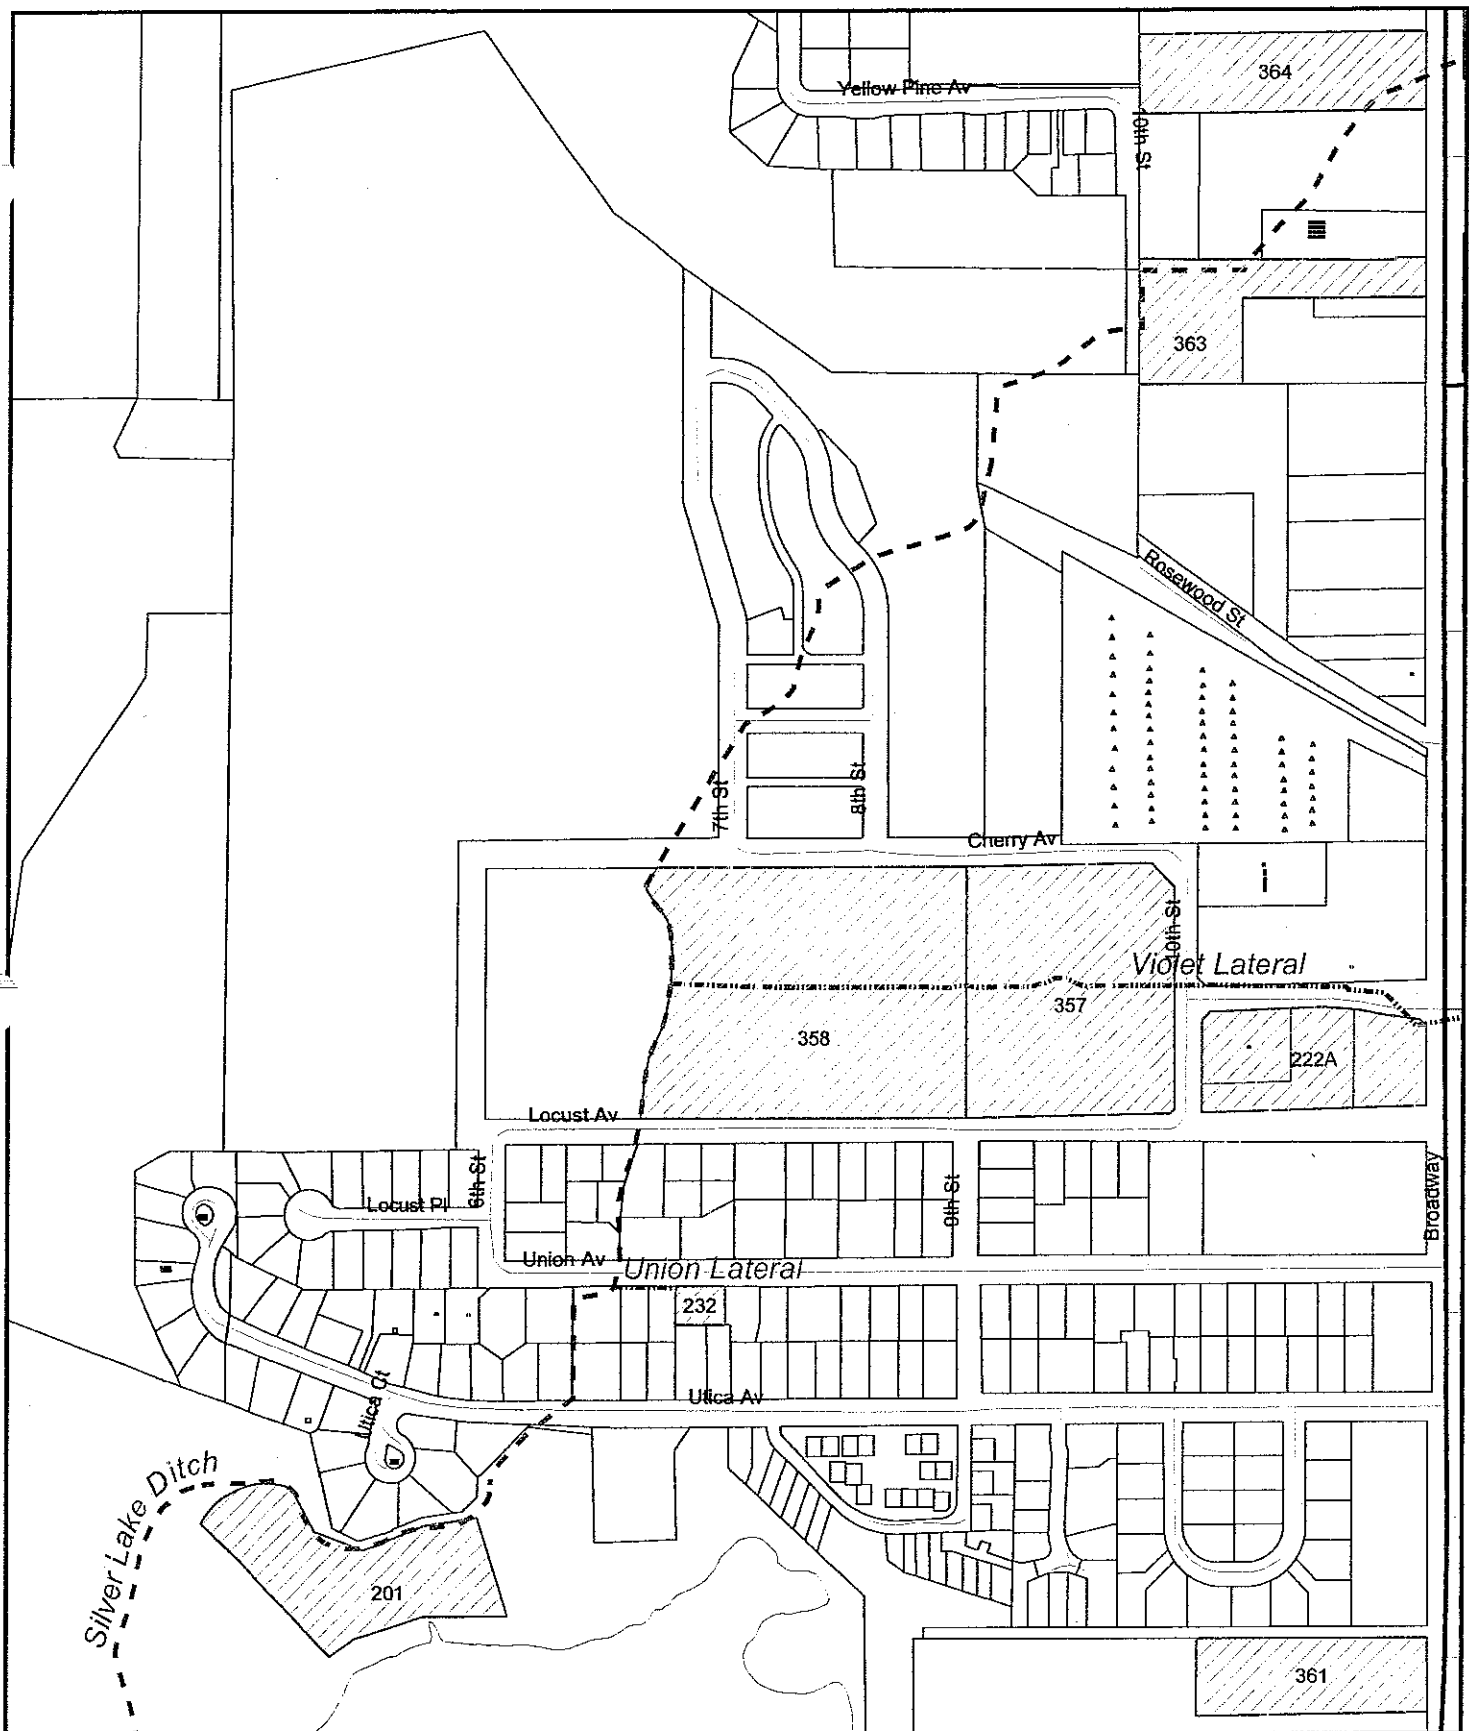 364
Yellow Pine Av
10th St
363
Rosewood St
7th St
8th St
Cherry Av
10th St
Violet Lateral
357
358
222A
Locust Av
6th St
Locust Pl
9th St
Broadway
Union Av
Union Lateral
232
Utica Av
Utica Ct
Silver Lake Ditch
201
361